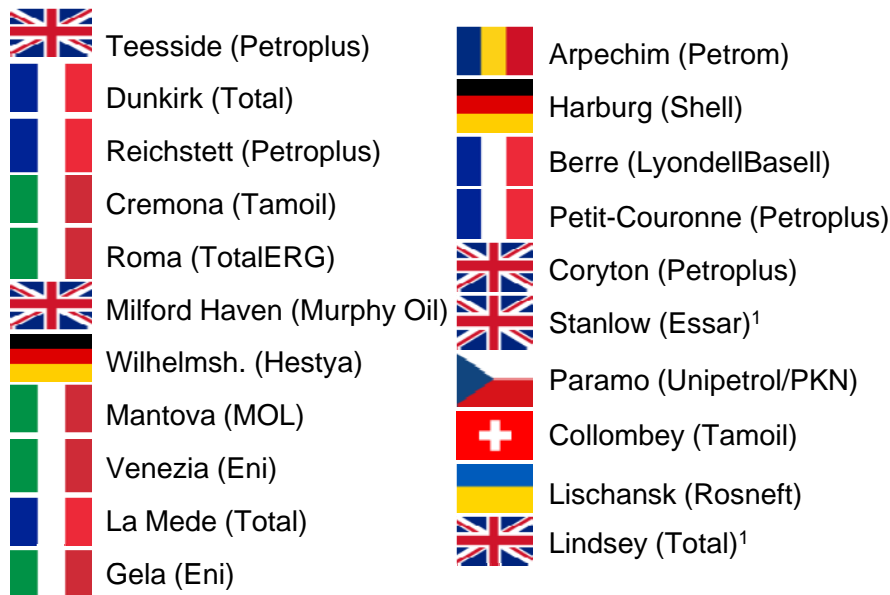 Teesside (Petroplus)
Dunkirk (Total)
Reichstett (Petroplus)
Cremona (Tamoil)
Roma (TotalERG)
Milford Haven (Murphy Oil)
Wilhelmsh. (Hestya)
Mantova (MOL)
Venezia (Eni)
La Mede (Total)
Gela (Eni)
Arpechim (Petrom)
Harburg (Shell)
Berre (LyondellBasell)
Petit-Couronne (Petroplus)
Coryton (Petroplus)
Stanlow (Essar)¹
Paramo (Unipetrol/PKN)
Collombey (Tamoil)
Lischansk (Rosneft)
Lindsey (Total)¹